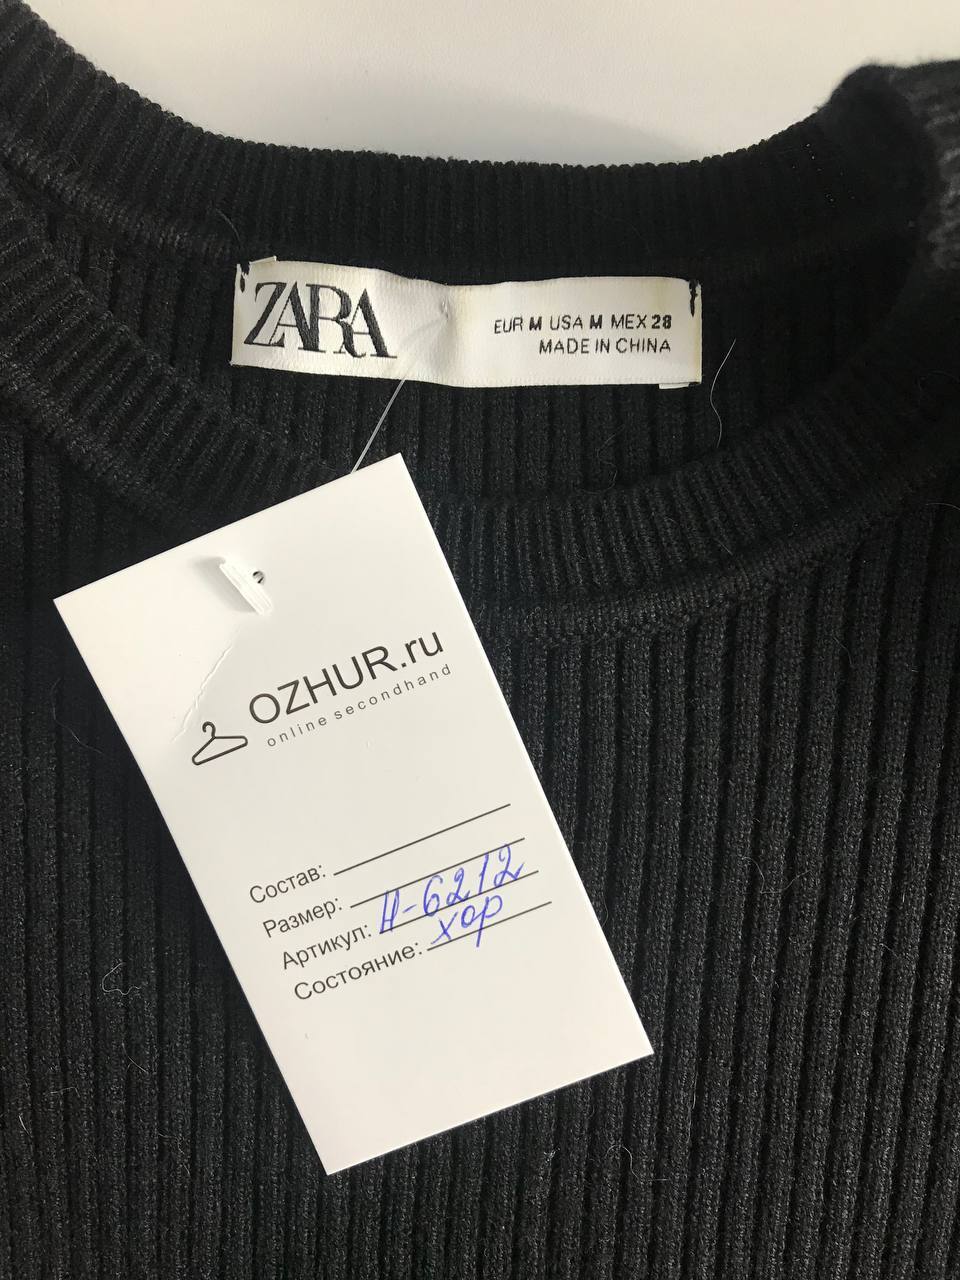 ZARA
EUR M USA M MEX 28
MADE IN CHINA
OZHUR.ru
online secondhand
Состав:
Размер:
Артикул: Н-6212
Состояние: хор